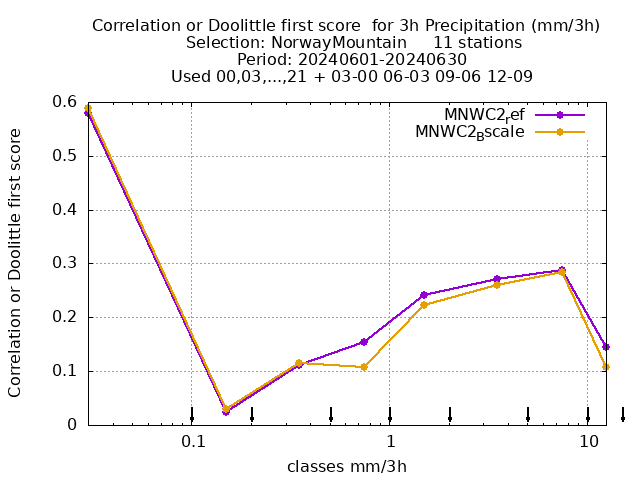 Correlation or Doolittle first score  for 3h Precipitation (mm/3h)
Selection: NorwayMountain     11 stations
Period: 20240601-20240630
Used 00,03,...,21 + 03-00 06-03 09-06 12-09
MNWC2ref
MNWC2Bscale
0.6
0.5
0.4
0.3
0.2
0.1
0
Correlation or Doolittle first score
0.1
1
10
classes mm/3h